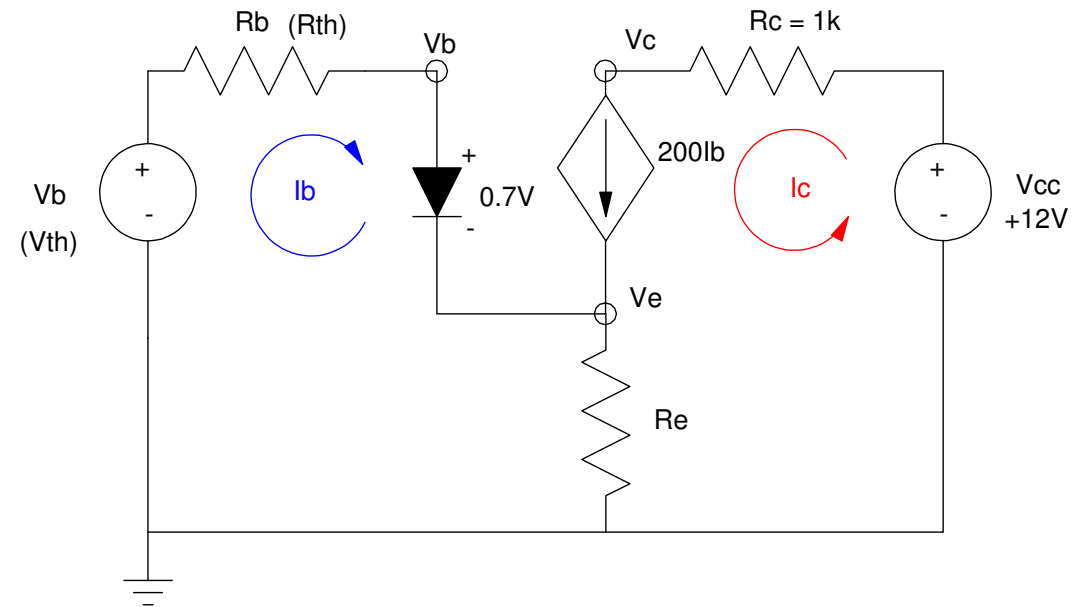 Rb (Rth)
Rc = 1k
Vb
Vc
+
0.7V
-
200Ib
Ib
Ic
+
-
Vb
(Vth)
+
-
Vcc
+12V
Ve
Re